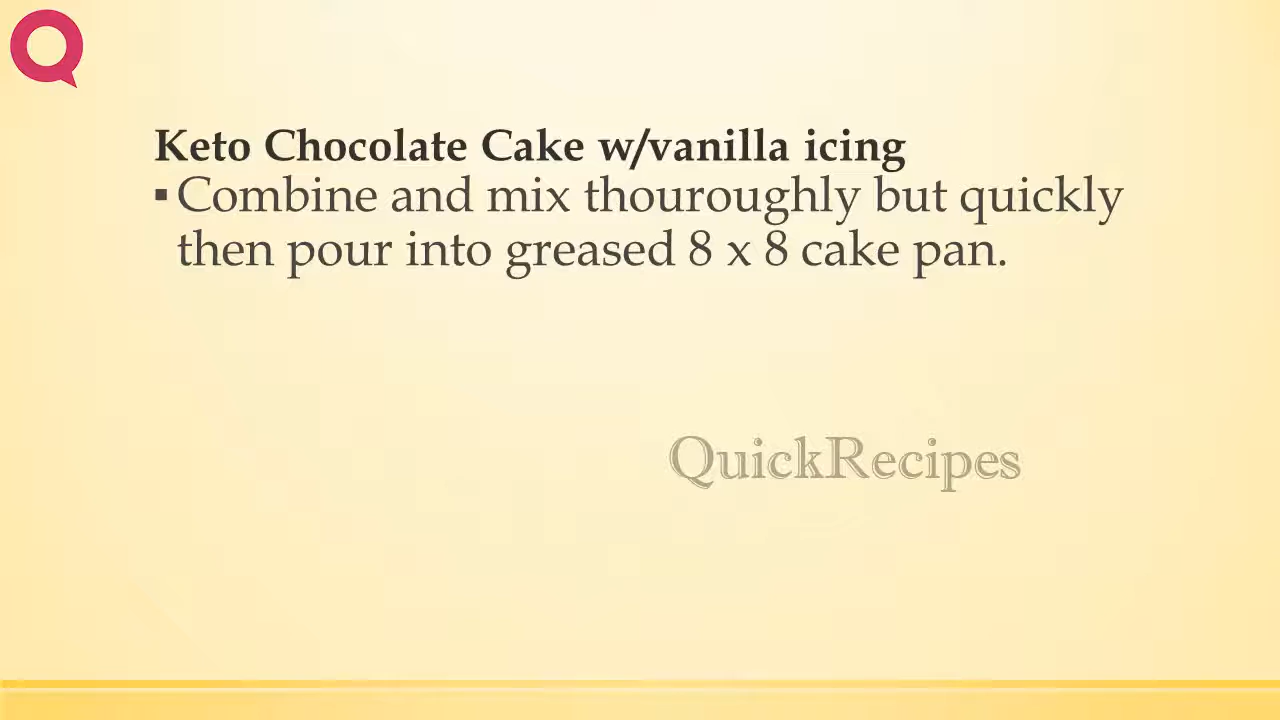 Keto Chocolate Cake w/vanilla icing
▪ Combine and mix thouroughly but quickly
then pour into greased 8 x 8 cake pan.
QuickRecipes